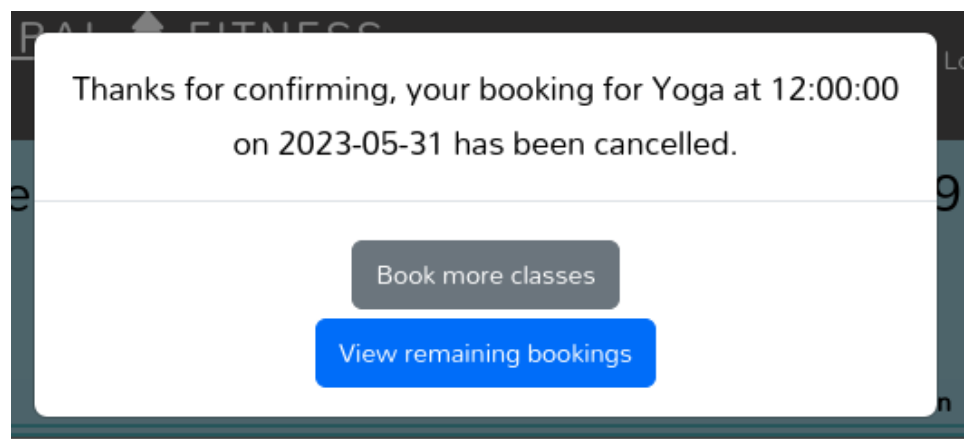 FITNESS
Thanks for confirming, your booking for Yoga at 12:00:00
on 2023-05-31 has been cancelled.
Book more classes
View remaining bookings